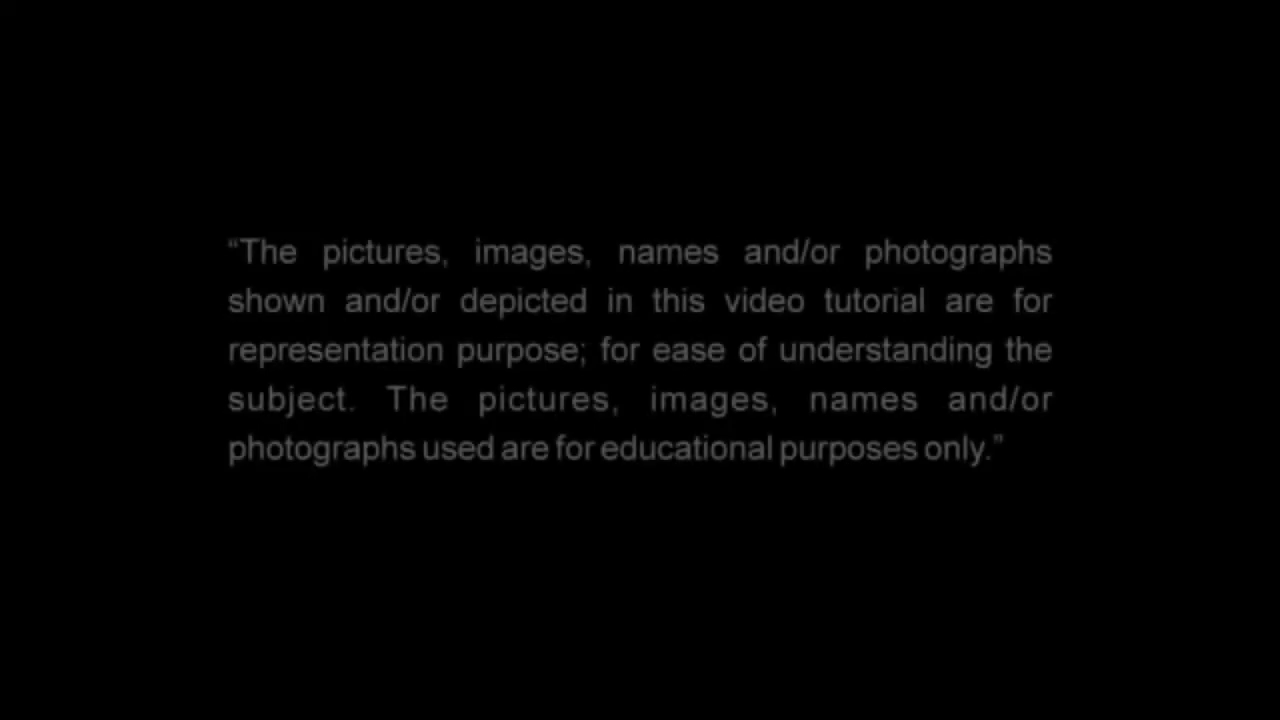 “The pictures, images, names and/or photographs
shown and/or depicted in this video tutorial are for
representation purpose; for ease of understanding the
subject. The pictures, images, names and/or
photographs used are for educational purposes only.”